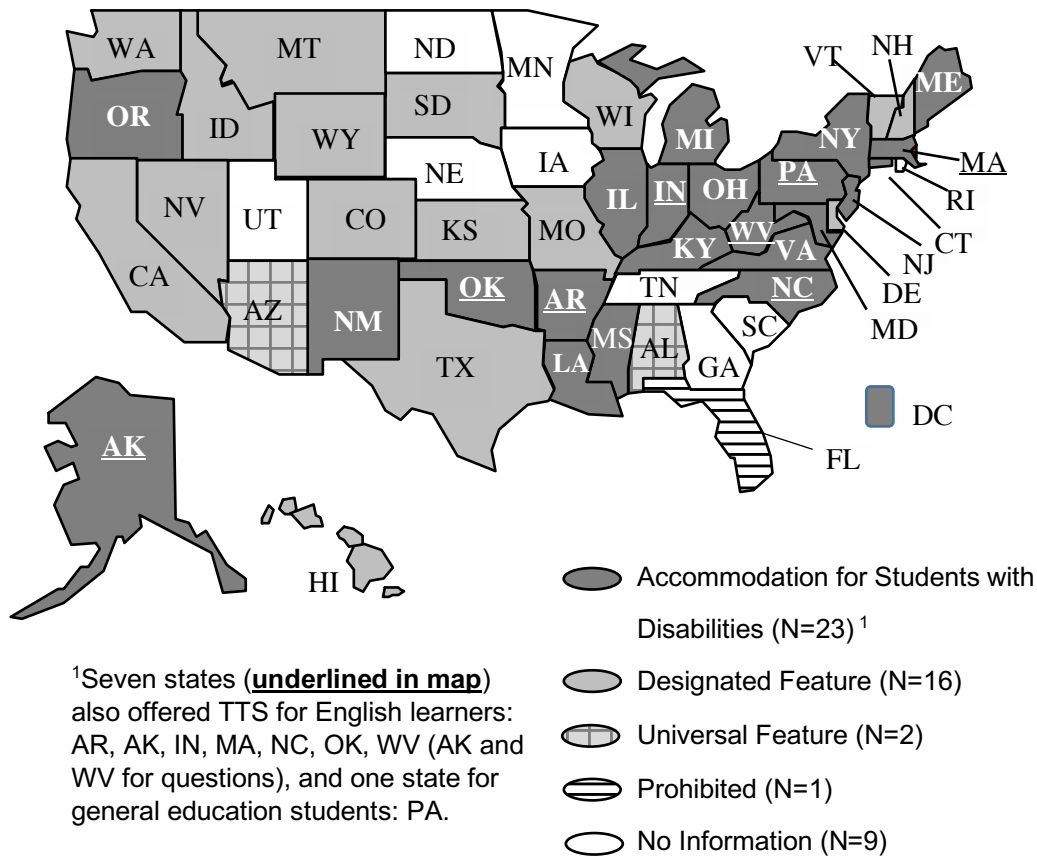 WA
MT
ND
MN
VT
NH
ME
OR
ID
SD
WI
MI
NY
WY
MA
IA
PA
NE
RI
NV
UT
CO
IL
IN
OH
CT
KS
MO
WV
VA
KY
NJ
CA
DE
TN
NC
MD
AZ
NM
OK
AR
SC
MS
AL
GA
TX
LA
DC
FL
AK
HI
Accommodation for Students with
Disabilities (N=23) ¹
Designated Feature (N=16)
Universal Feature (N=2)
Prohibited (N=1)
No Information (N=9)
¹Seven states (underlined in map)
also offered TTS for English learners:
AR, AK, IN, MA, NC, OK, WV (AK and
WV for questions), and one state for
general education students: PA.